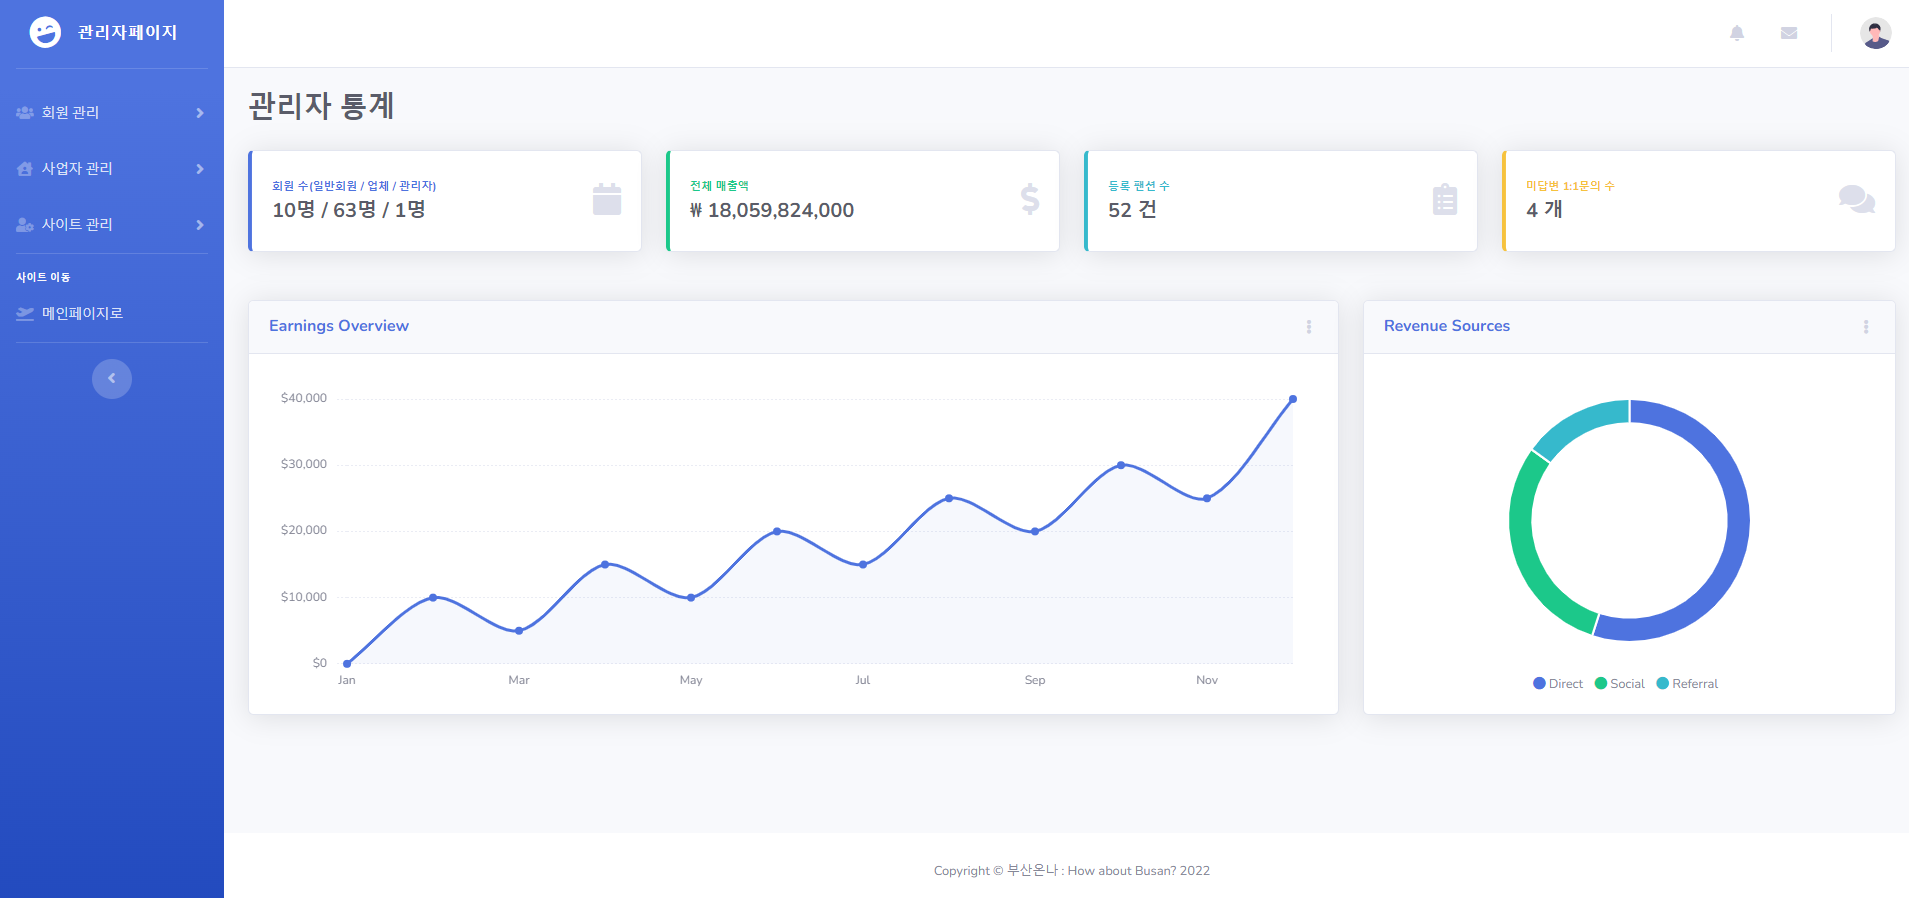 관리자페이지
회원 관리
사업자 관리
사이트 관리
사이트 이동
메인페이지로
관리자 통계
회원 수(일반회원 / 업체 / 관리자)
10명 / 63명 / 1명
전체 매출액
₩ 18,059,824,000
등록 팬션 수
52 건
미답변 1:1문의 수
4 개
Earnings Overview
$40,000
$30,000
$20,000
$10,000
$0
Jan Mar May Jul Sep Nov
Revenue Sources
Direct Social Referral
Copyright © 부산온나 : How about Busan? 2022